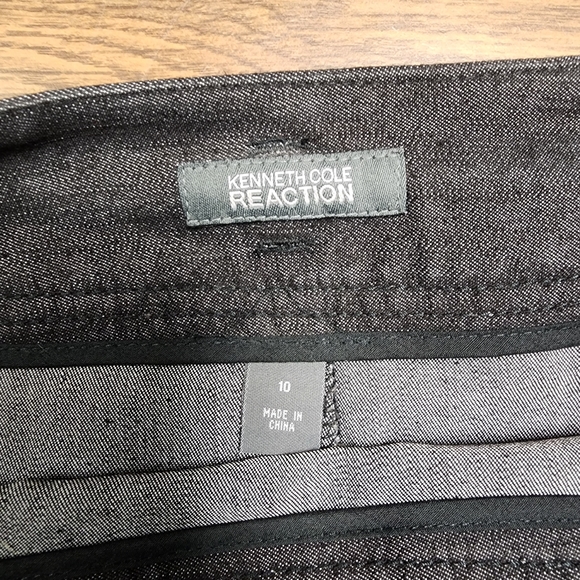 KENNETH COLE
REACTION
10
MADE IN
CHINA